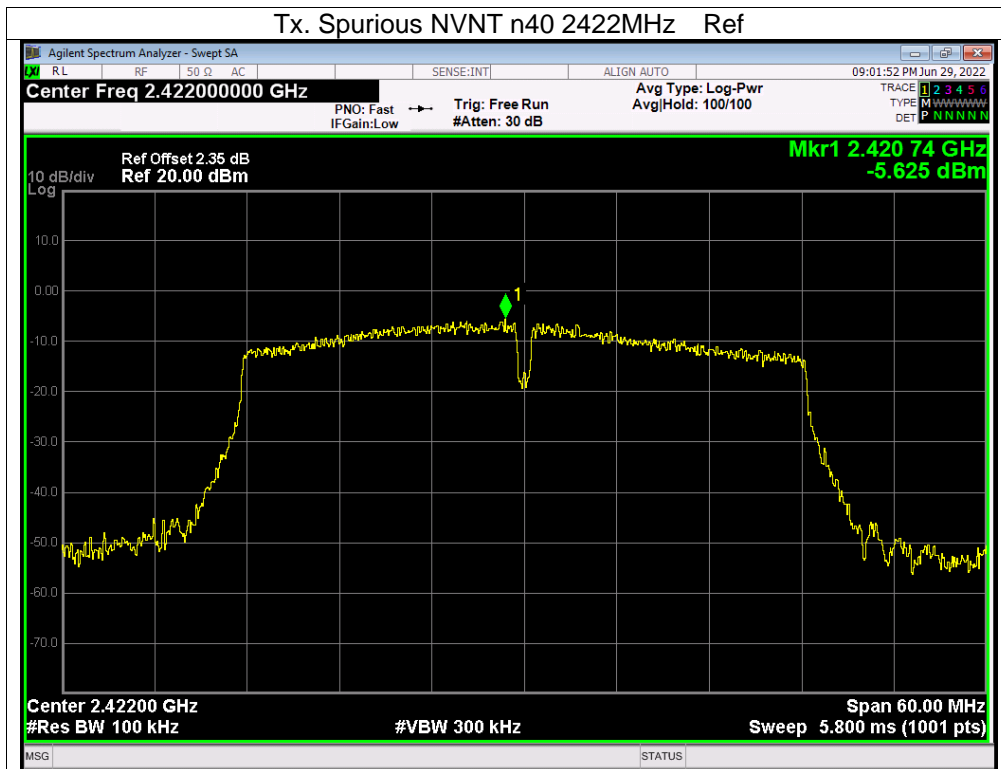 Tx. Spurious NVNT n40 2422MHz Ref
Agilent Spectrum Analyzer - Swept SA
LXI RL RF 50 Ω AC SENSE:INT ALIGN AUTO 09:01:52 PM Jun 29, 2022
Center Freq 2.422000000 GHz
PNO: Fast
IFGain:Low
Trig: Free Run
#Atten: 30 dB
Avg Type: Log-Pwr
Avg|Hold: 100/100
TRACE 1 2 3 4 5 6
TYPE M WWWWW
DET P N N N N N
Mkr1 2.420 74 GHz
-5.625 dBm
Ref Offset 2.35 dB
10 dB/div Ref 20.00 dBm
Log
10.0
0.00
1
-10.0
-20.0
-30.0
-40.0
-50.0
-60.0
-70.0
Center 2.42200 GHz Span 60.00 MHz
#Res BW 100 kHz #VBW 300 kHz Sweep 5.800 ms (1001 pts)
MSG STATUS